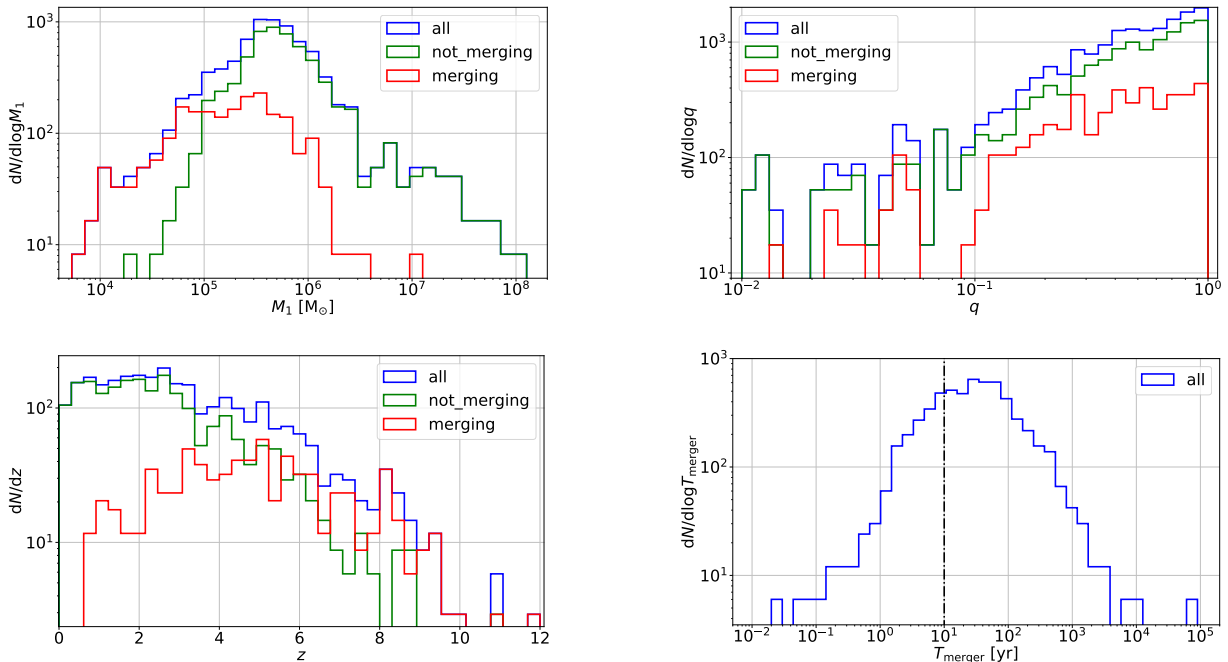 all
not_merging
merging
dN/dlogM₁
10³
10²
10¹
10⁴ 10⁵ 10⁶ 10⁷ 10⁸
M₁ [M⊙]
all
not_merging
merging
dN/dlogq
10³
10²
10¹
10⁻² 10⁻¹ 10⁰
q
all
not_merging
merging
dN/dz
10²
10¹
0 2 4 6 8 10 12
z
all
dN/dlogTmerger
10³
10²
10¹
10⁻² 10⁻¹ 10⁰ 10¹ 10² 10³ 10⁴ 10⁵
Tmerger [yr]